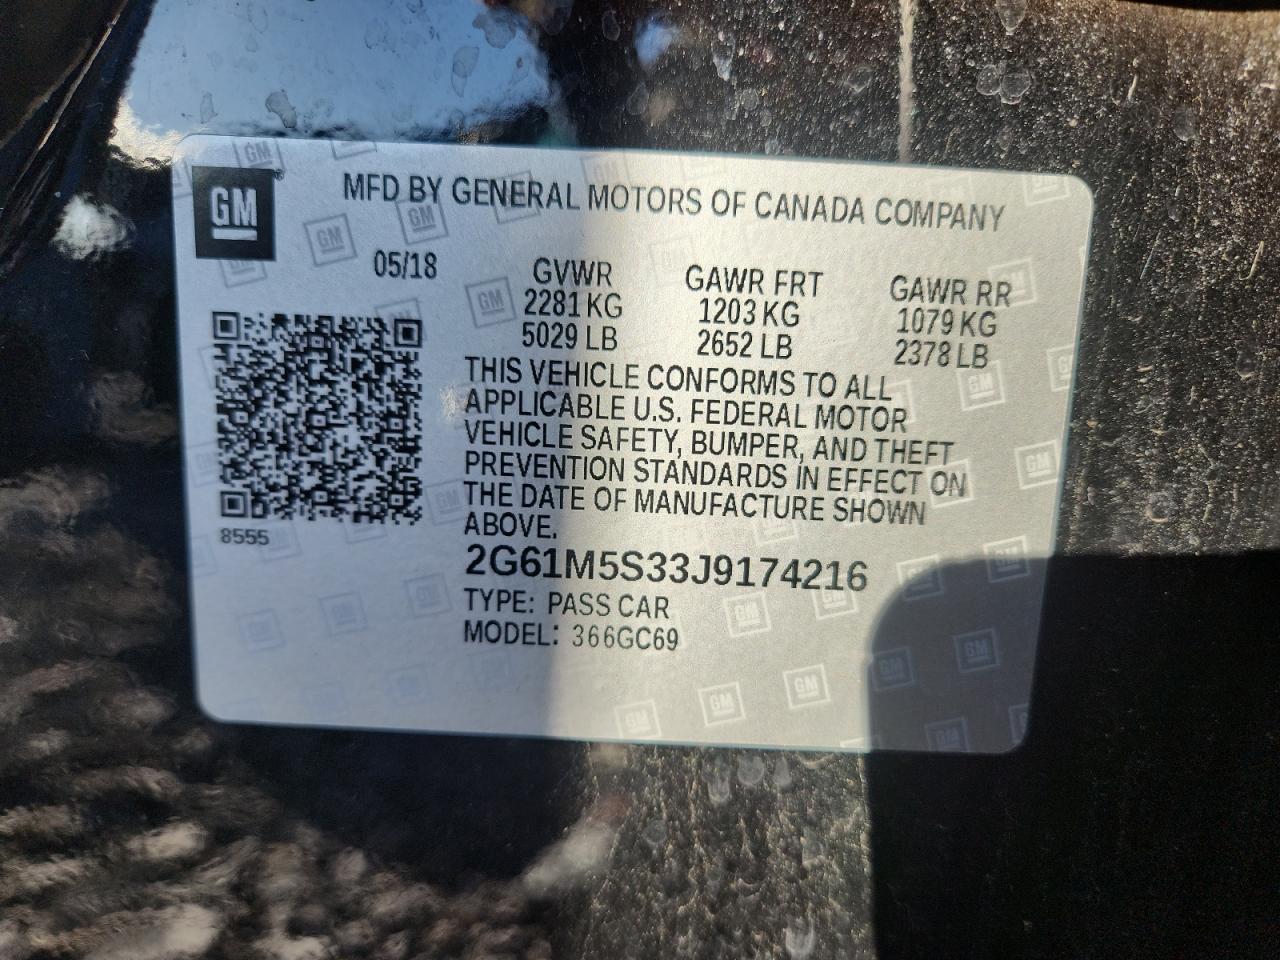 GM
MFD BY GENERAL MOTORS OF CANADA COMPANY
05/18
GVWR GAWR FRT GAWR RR
2281 KG 1203 KG 1079 KG
5029 LB 2652 LB 2378 LB
THIS VEHICLE CONFORMS TO ALL
APPLICABLE U.S. FEDERAL MOTOR
VEHICLE SAFETY, BUMPER, AND THEFT
PREVENTION STANDARDS IN EFFECT ON
THE DATE OF MANUFACTURE SHOWN
ABOVE.
8555
2G61M5S33J9174216
TYPE: PASS CAR
MODEL: 366GC69